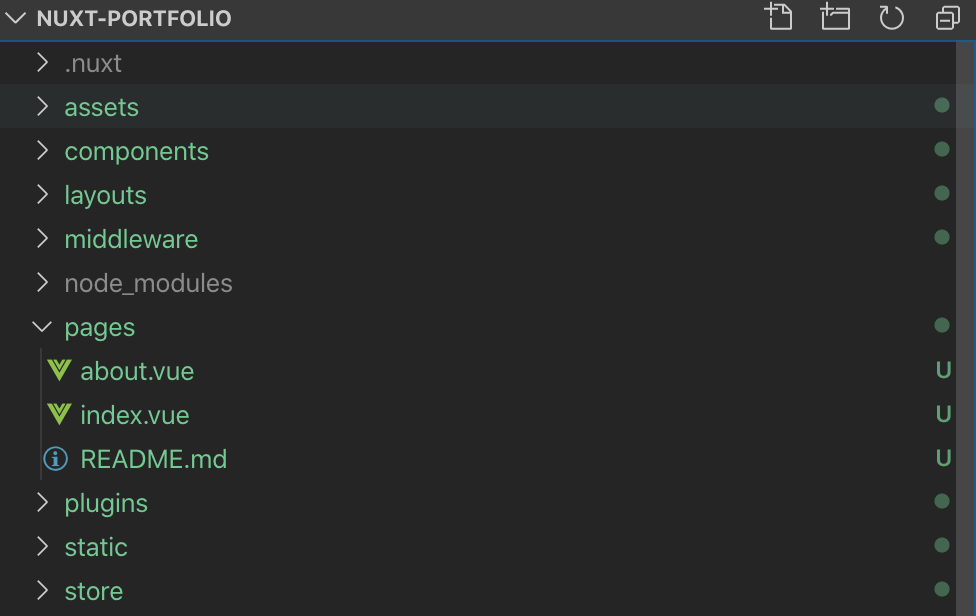 NUXT-PORTFOLIO
.nuxt
assets
components
layouts
middleware
node_modules
pages
about.vue U
index.vue U
README.md U
plugins
static
store